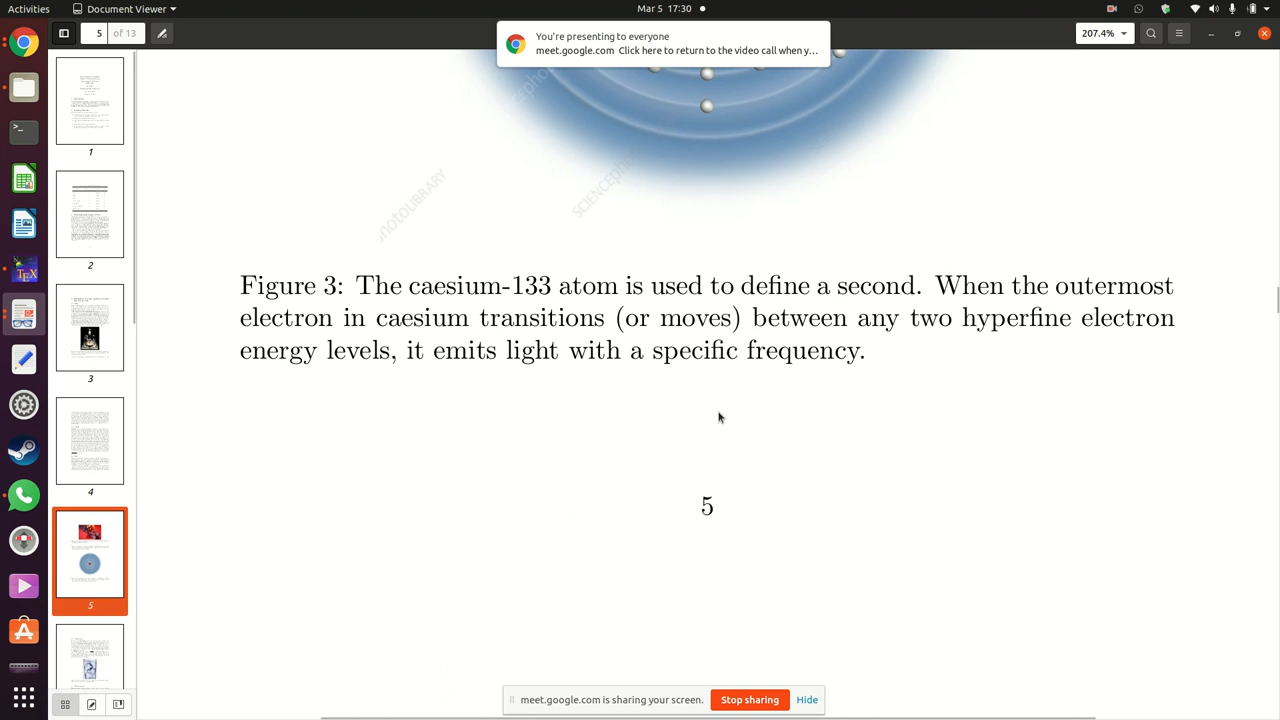 Activities
Document Viewer
Mar 5 17:30
5
of 13
207.4%
You're presenting to everyone
meet.google.com Click here to return to the video call when y...
1
2
3
4
5
SCIENCEPHO
HOTOLIBRARY
Figure 3: The caesium-133 atom is used to define a second. When the outermost
electron in caesium transitions (or moves) between any two hyperfine electron
energy levels, it emits light with a specific frequency.
5
meet.google.com is sharing your screen.
Stop sharing
Hide